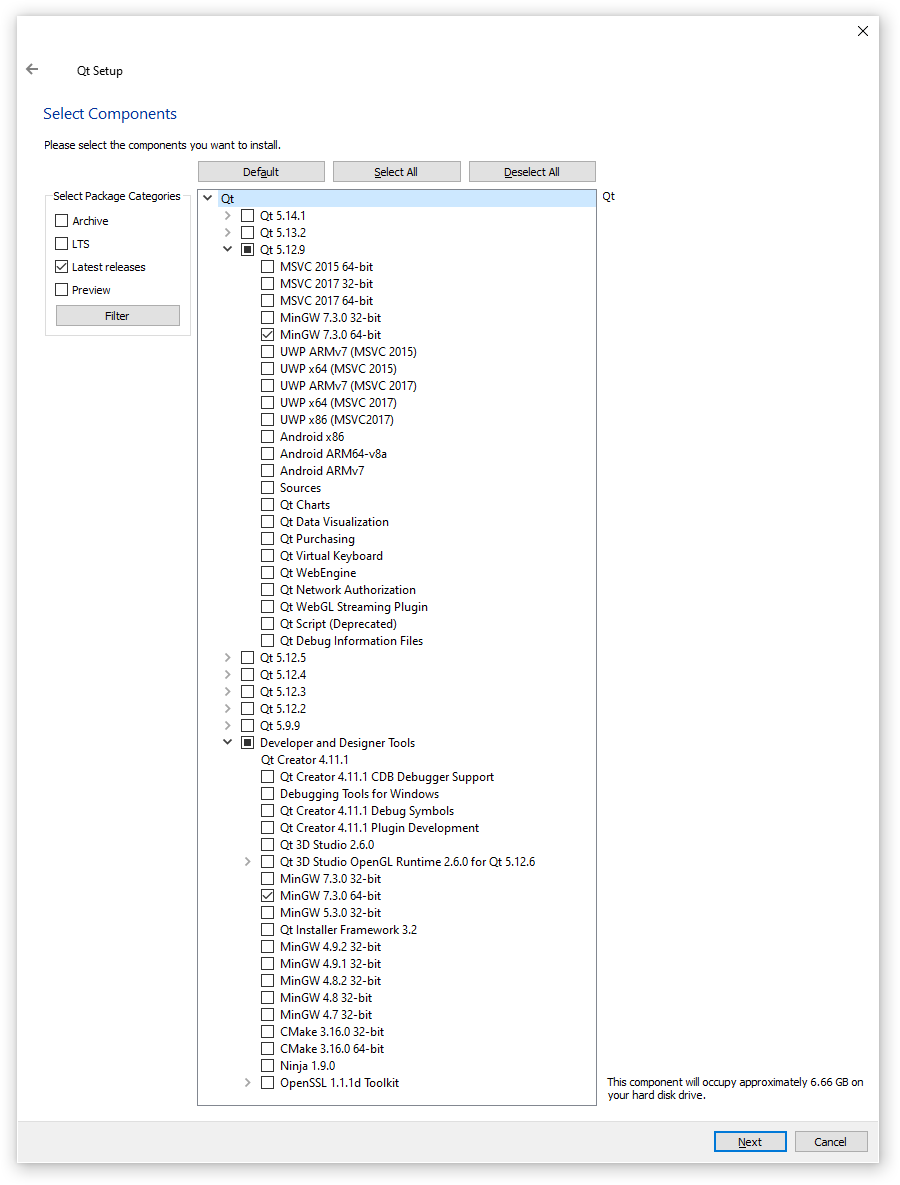 Qt Setup
Select Components
Please select the components you want to install.
Default
Select All
Deselect All
Select Package Categories
Archive
LTS
Latest releases
Preview
Filter
Qt
Qt 5.14.1
Qt 5.13.2
Qt 5.12.9
MSVC 2015 64-bit
MSVC 2017 32-bit
MSVC 2017 64-bit
MinGW 7.3.0 32-bit
MinGW 7.3.0 64-bit
UWP ARMv7 (MSVC 2015)
UWP x64 (MSVC 2015)
UWP ARMv7 (MSVC 2017)
UWP x64 (MSVC 2017)
UWP x86 (MSVC2017)
Android x86
Android ARM64-v8a
Android ARMv7
Sources
Qt Charts
Qt Data Visualization
Qt Purchasing
Qt Virtual Keyboard
Qt WebEngine
Qt Network Authorization
Qt WebGL Streaming Plugin
Qt Script (Deprecated)
Qt Debug Information Files
Qt 5.12.5
Qt 5.12.4
Qt 5.12.3
Qt 5.12.2
Qt 5.9.9
Developer and Designer Tools
Qt Creator 4.11.1
Qt Creator 4.11.1 CDB Debugger Support
Debugging Tools for Windows
Qt Creator 4.11.1 Debug Symbols
Qt Creator 4.11.1 Plugin Development
Qt 3D Studio 2.6.0
Qt 3D Studio OpenGL Runtime 2.6.0 for Qt 5.12.6
MinGW 7.3.0 32-bit
MinGW 7.3.0 64-bit
MinGW 5.3.0 32-bit
Qt Installer Framework 3.2
MinGW 4.9.2 32-bit
MinGW 4.9.1 32-bit
MinGW 4.8.2 32-bit
MinGW 4.8 32-bit
MinGW 4.7 32-bit
CMake 3.16.0 32-bit
CMake 3.16.0 64-bit
Ninja 1.9.0
OpenSSL 1.1.1d Toolkit
Qt
This component will occupy approximately 6.66 GB on
your hard disk drive.
Next
Cancel